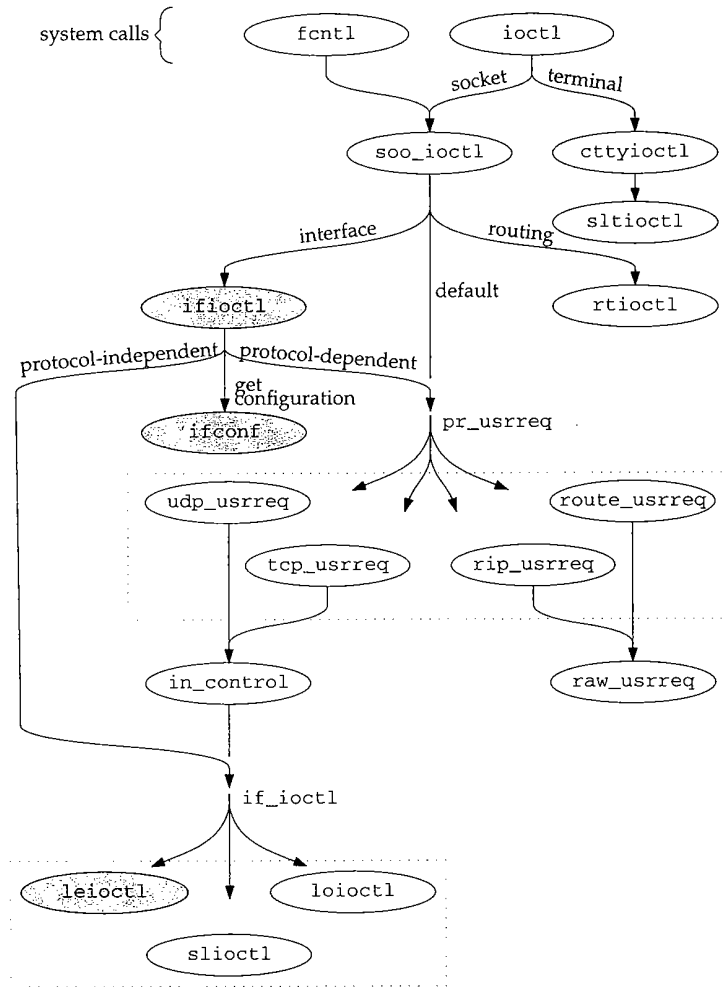 system calls
fcntl
ioctl
socket
terminal
soo_ioctl
cttyioctl
sltioctl
interface
routing
default
ifioctl
rtioctl
protocol-independent
protocol-dependent
get
configuration
ifconf
pr_usrreq
udp_usrreq
route_usrreq
tcp_usrreq
rip_usrreq
in_control
raw_usrreq
if_ioctl
leioctl
loioctl
slioctl